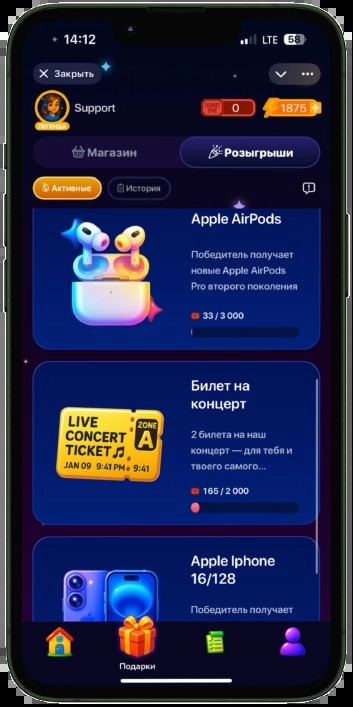 14:12
LTE 58
Закрыть
Support
0
1875
ЛЕГЕНДА
Магазин
Розыгрыши
Активные
История
Apple AirPods
Победитель получает
новые Apple AirPods
Pro второго поколения
33 / 3 000
Билет на
концерт
LIVE
CONCERT
TICKET
ZONE
A
JAN 09 9:41 PM 9:41
2 билета на наш
концерт — для тебя и
твоего самого...
165 / 2 000
Apple Iphone
16/128
Победитель получает
Подарки